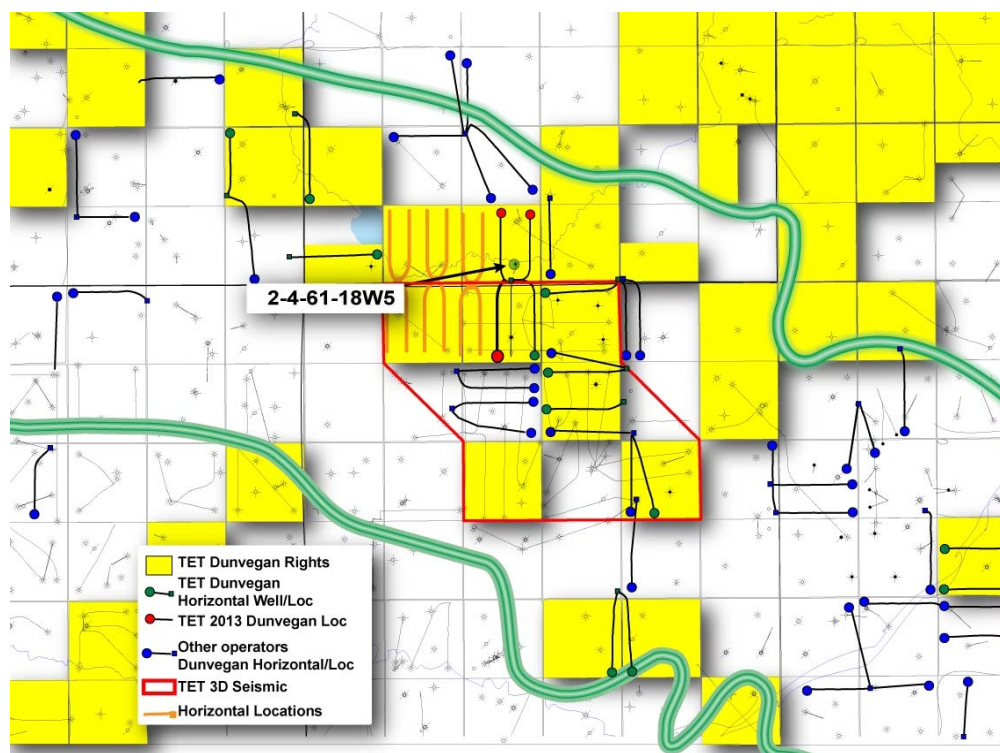 2-4-61-18W5
TET Dunvegan Rights
TET Dunvegan
Horizontal Well/Loc
TET 2013 Dunvegan Loc
Other operators
Dunvegan Horizontal/Loc
TET 3D Seismic
Horizontal Locations